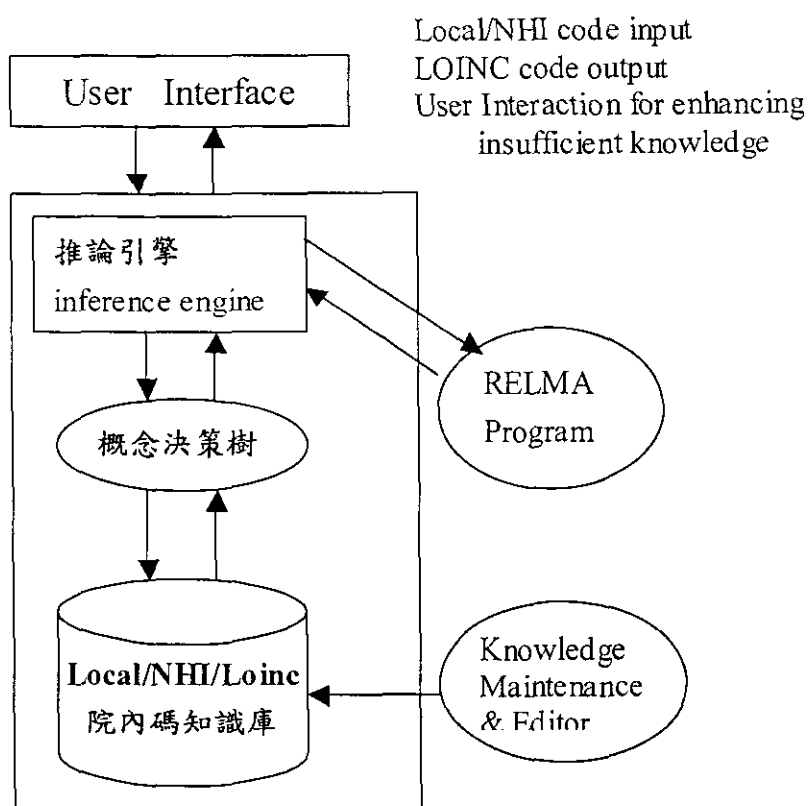 Local/NHI code input
LOINC code output
User Interaction for enhancing
insufficient knowledge
User Interface
推論引擎
inference engine
RELMA
Program
概念決策樹
Local/NHI/Loinc
院內碼知識庫
Knowledge
Maintenance
& Editor